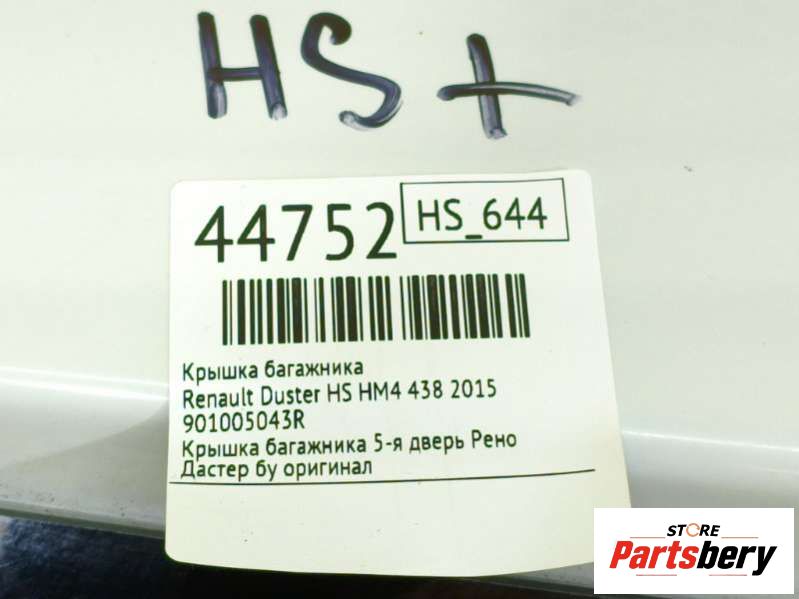 HS+
44752 HS_644
Крышка багажника
Renault Duster HS HM4 438 2015
901005043R
Крышка багажника 5-я дверь Рено
Дастер бу оригинал
STORE
Partsbery